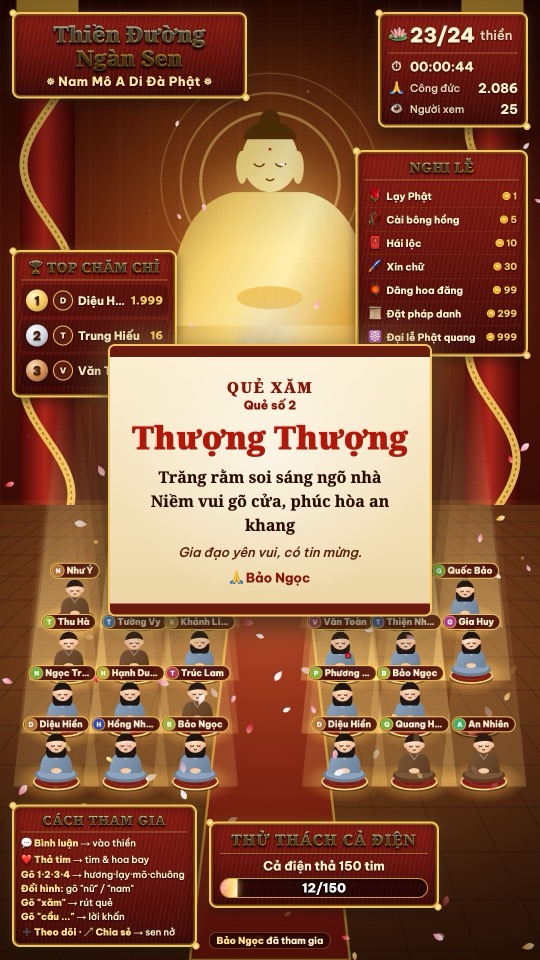 Thiền Đường
Ngàn Sen
❁ Nam Mô A Di Đà Phật ❁
23/24 thiền
00:00:44
Công đức 2.086
Người xem 25
NGHI LỄ
Lạy Phật 1
Cài bông hồng 5
Hái lộc 10
Xin chữ 30
Dâng hoa đăng 99
Đặt pháp danh 299
Đại lễ Phật quang 999
TOP CHĂM CHỈ
1 D Diệu H... 1.999
2 T Trung Hiếu 16
3 V Văn
QUẺ XĂM
Quẻ số 2
Thượng Thượng
Trăng rằm soi sáng ngõ nhà
Niềm vui gõ cửa, phúc hòa an
khang
Gia đạo yên vui, có tin mừng.
🙏 Bảo Ngọc
N Như Ý
Q Quốc Bảo
T Thu Hà T Tường Vy K Khánh Li... V Văn Toàn T Thiện Nh... G Gia Huy
N Ngọc Tr... H Hạnh Du... T Trúc Lam P Phương ... B Bảo Ngọc
D Diệu Hiền H Hồng Nh... B Bảo Ngọc D Diệu Hiền Q Quang H... A An Nhiên
CÁCH THAM GIA
💬 Bình luận → vào thiền
❤️ Thả tim → tim & hoa bay
Gõ 1·2·3·4 → hương·lạy·mõ·chuông
Đổi hình: gõ "nữ" / "nam"
Gõ "xăm" → rút quẻ
Gõ "cầu ..." → lời khấn
➕ Theo dõi · ↗ Chia sẻ → sen nở
THỬ THÁCH CẢ ĐIỆN
Cả điện thả 150 tim
12/150
Bảo Ngọc đã tham gia